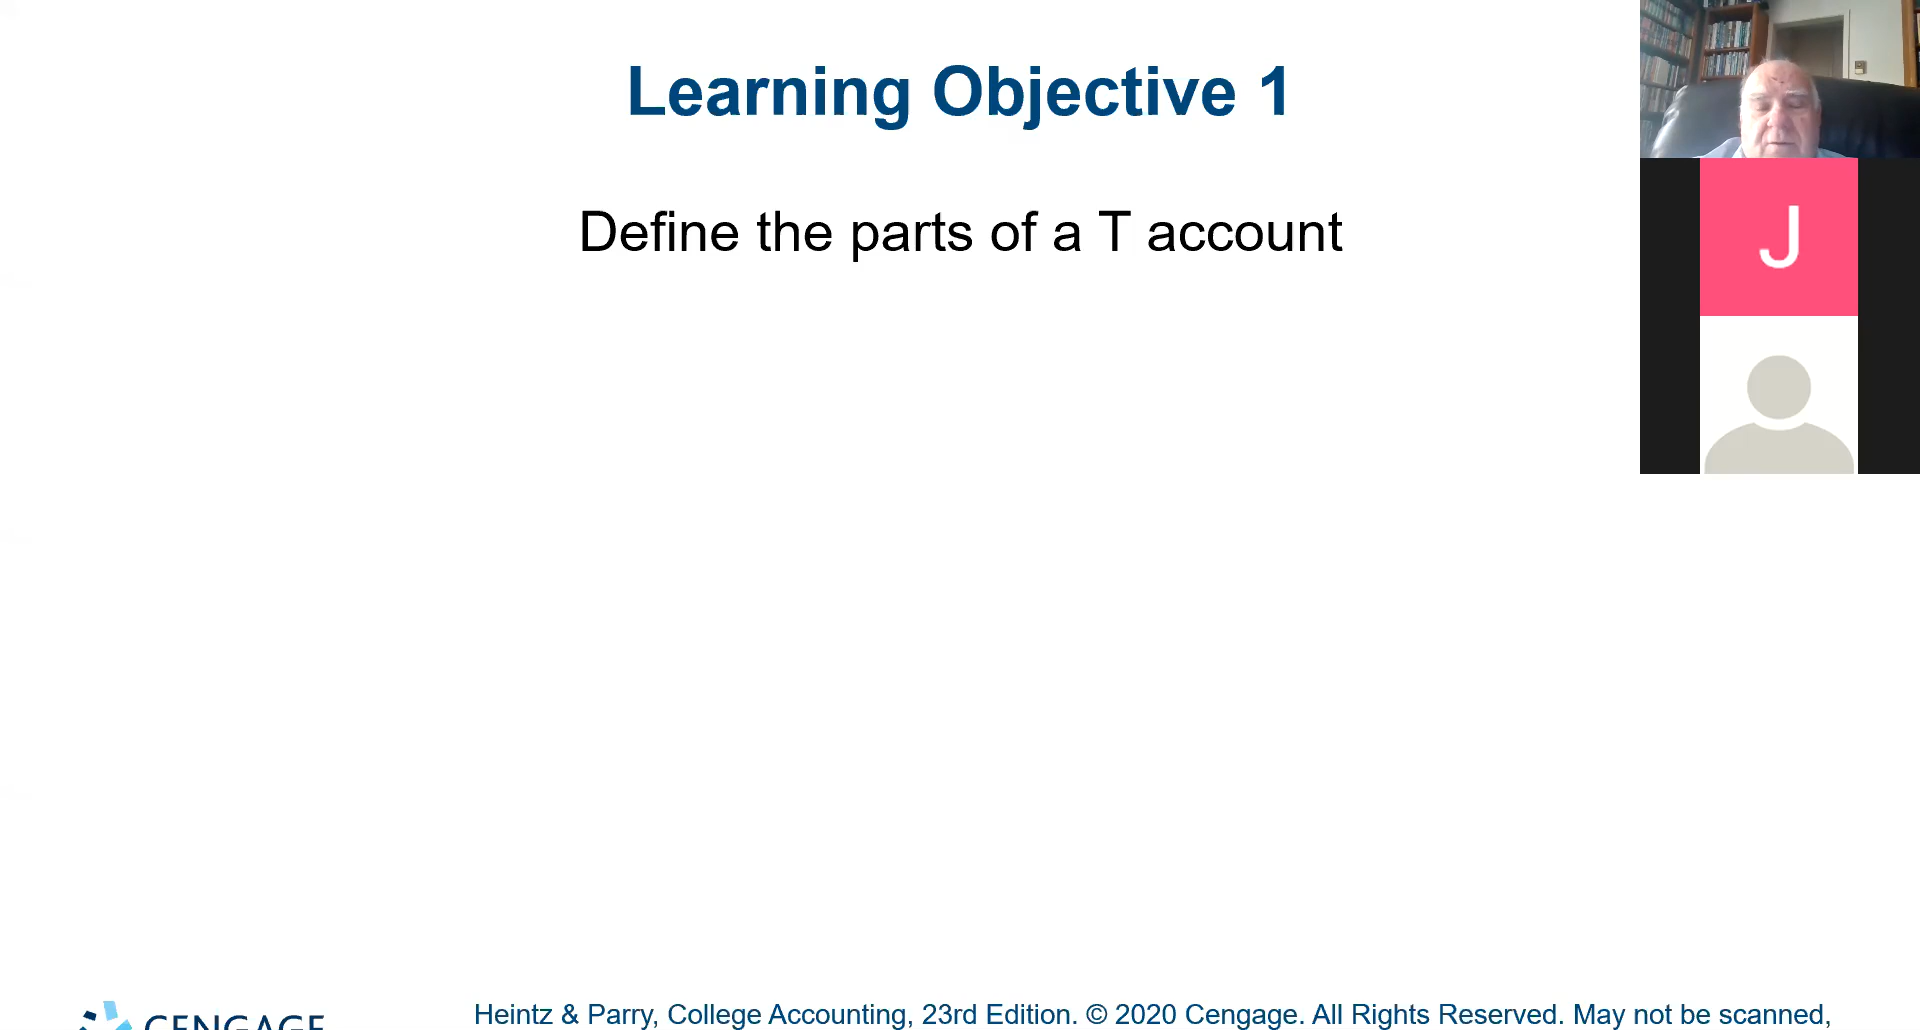 Learning Objective 1
Define the parts of a T account
J
CENGAGE
Heintz & Parry, College Accounting, 23rd Edition. © 2020 Cengage. All Rights Reserved. May not be scanned,